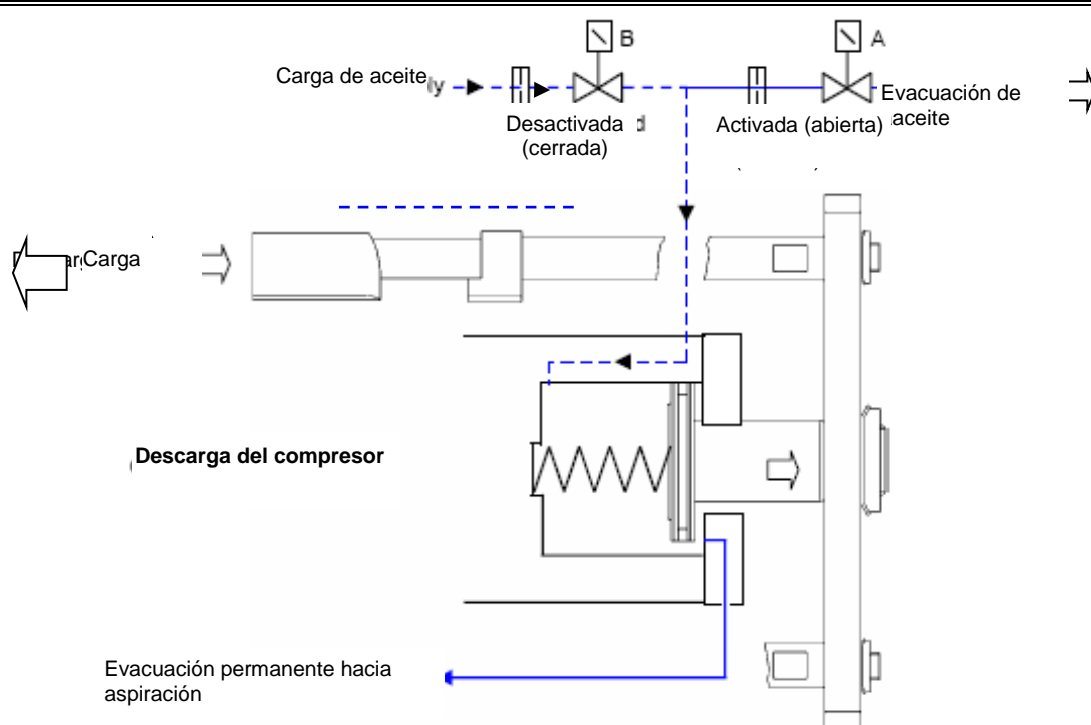 B
A
Carga de aceite
Evacuación de
aceite
Desactivada
(cerrada)
Activada (abierta)
Carga
Descarga del compresor
Evacuación permanente hacia
aspiración